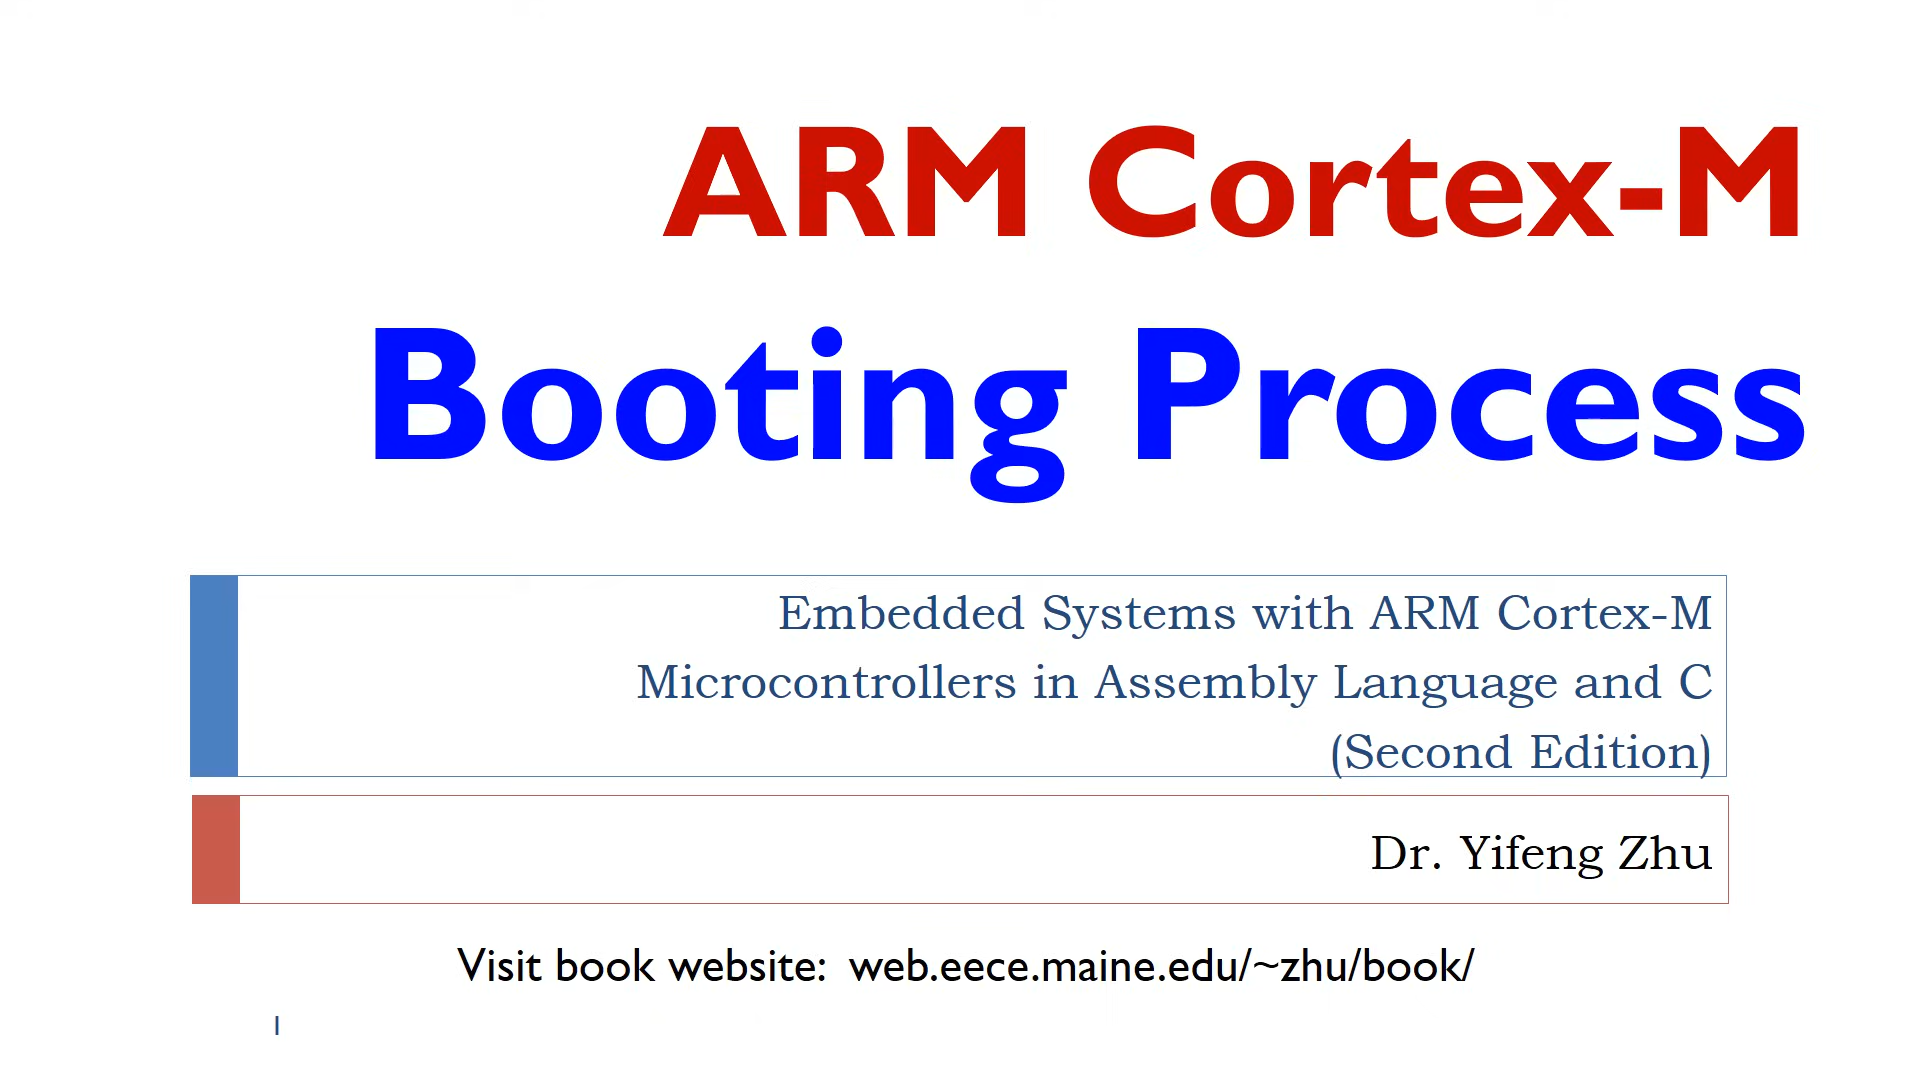 ARM Cortex-M
Booting Process
Embedded Systems with ARM Cortex-M
Microcontrollers in Assembly Language and C
(Second Edition)
Dr. Yifeng Zhu
Visit book website: web.eece.maine.edu/~zhu/book/
1